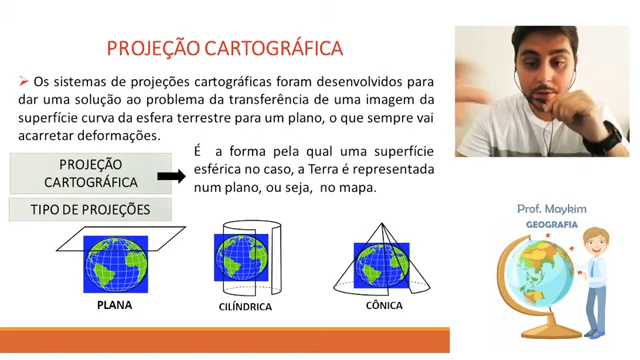 PROJEÇÃO CARTOGRÁFICA
Os sistemas de projeções cartográficas foram desenvolvidos para
dar uma solução ao problema da transferência de uma imagem da
superfície curva da esfera terrestre para um plano, o que sempre vai
acarretar deformações.
PROJEÇÃO
CARTOGRÁFICA
É a forma pela qual uma superfície
esférica no caso, a Terra é representada
num plano, ou seja, no mapa.
TIPO DE PROJEÇÕES
PLANA
CILÍNDRICA
CÔNICA
Prof. Maykim
GEOGRAFIA